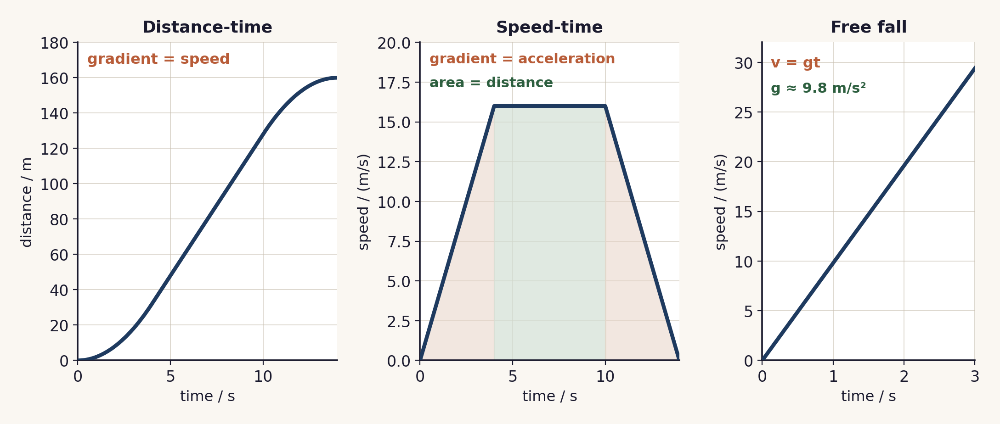 Distance-time
gradient = speed
180
160
140
120
100
80
60
40
20
0
distance / m
0 5 10
time / s
Speed-time
gradient = acceleration
area = distance
20.0
17.5
15.0
12.5
10.0
7.5
5.0
2.5
0.0
speed / (m/s)
0 5 10
time / s
Free fall
v = gt
g ≈ 9.8 m/s²
30
25
20
15
10
5
0
speed / (m/s)
0 1 2 3
time / s